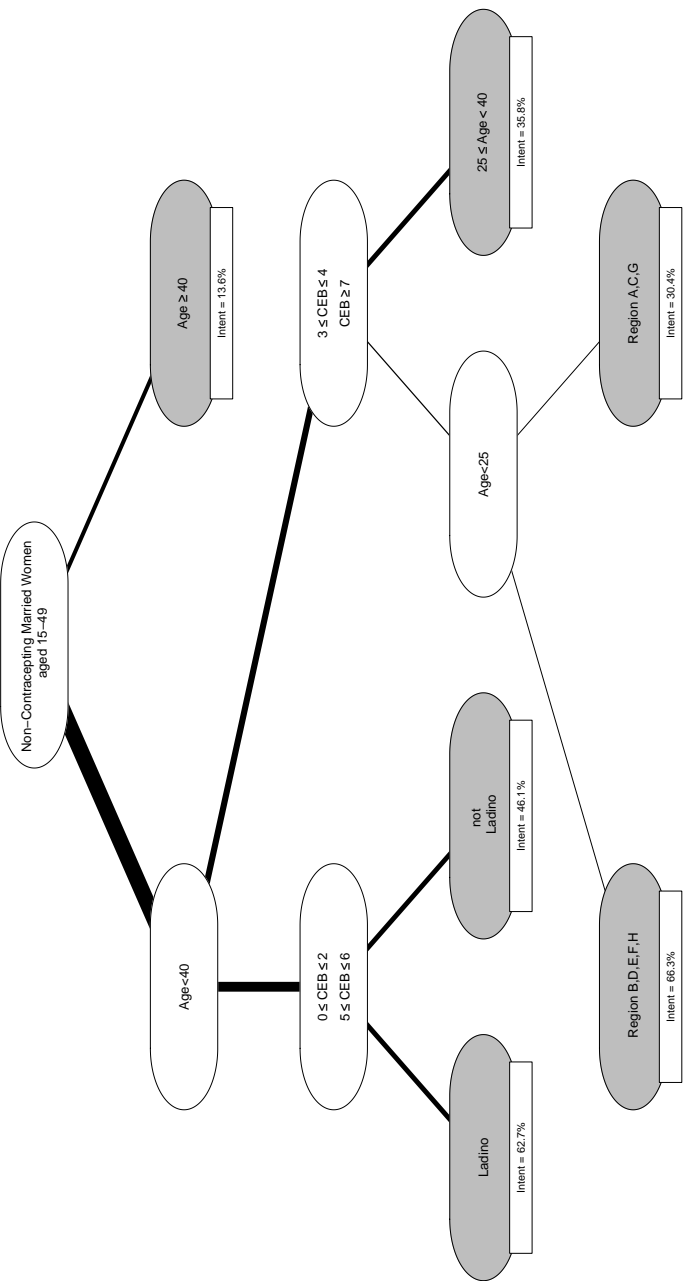 Non−Contracepting Married Women
aged 15−49
Age<40
Age ≥ 40
Intent = 13.6%
0 ≤ CEB ≤ 2
5 ≤ CEB ≤ 6
3 ≤ CEB ≤ 4
CEB ≥ 7
Ladino
Intent = 62.7%
not
Ladino
Intent = 46.1%
Age<25
25 ≤ Age < 40
Intent = 35.8%
Region B,D,E,F,H
Intent = 66.3%
Region A,C,G
Intent = 30.4%